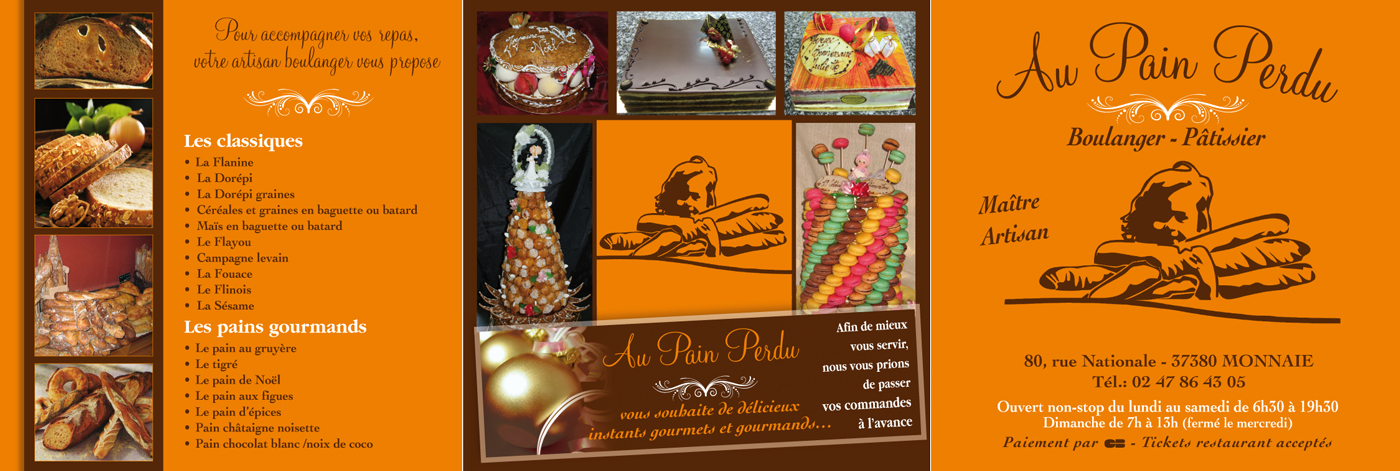 Pour accompagner vos repas,
votre artisan boulanger vous propose
Les classiques
• La Flanine
• La Dorépi
• La Dorépi graines
• Céréales et graines en baguette ou batard
• Maïs en baguette ou batard
• Le Flayou
• Campagne levain
• La Fouace
• Le Flinois
• La Sésame
Les pains gourmands
• Le pain au gruyère
• Le tigré
• Le pain de Noël
• Le pain aux figues
• Le pain d'épices
• Pain châtaigne noisette
• Pain chocolat blanc /noix de coco
Noël
Au Pain Perdu
vous souhaite de délicieux
instants gourmets et gourmands...
Afin de mieux
vous servir,
nous vous prions
de passer
vos commandes
à l'avance
Au Pain Perdu
Boulanger - Pâtissier
Maître
Artisan
80, rue Nationale - 37380 MONNAIE
Tél.: 02 47 86 43 05
Ouvert non-stop du lundi au samedi de 6h30 à 19h30
Dimanche de 7h à 13h (fermé le mercredi)
Paiement par CB - Tickets restaurant acceptés